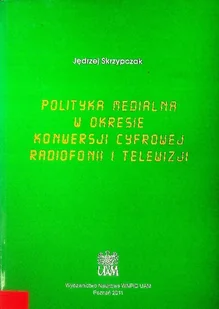 Jędrzej Skrzypczak
POLITYKA MEDIALNA
W OKRESIE
KONWERSJI CYFROWEJ
RADIOFONII I TELEWIZJI
UAM
Wydawnictwo Naukowe WNPiD UAM
Poznań 2011